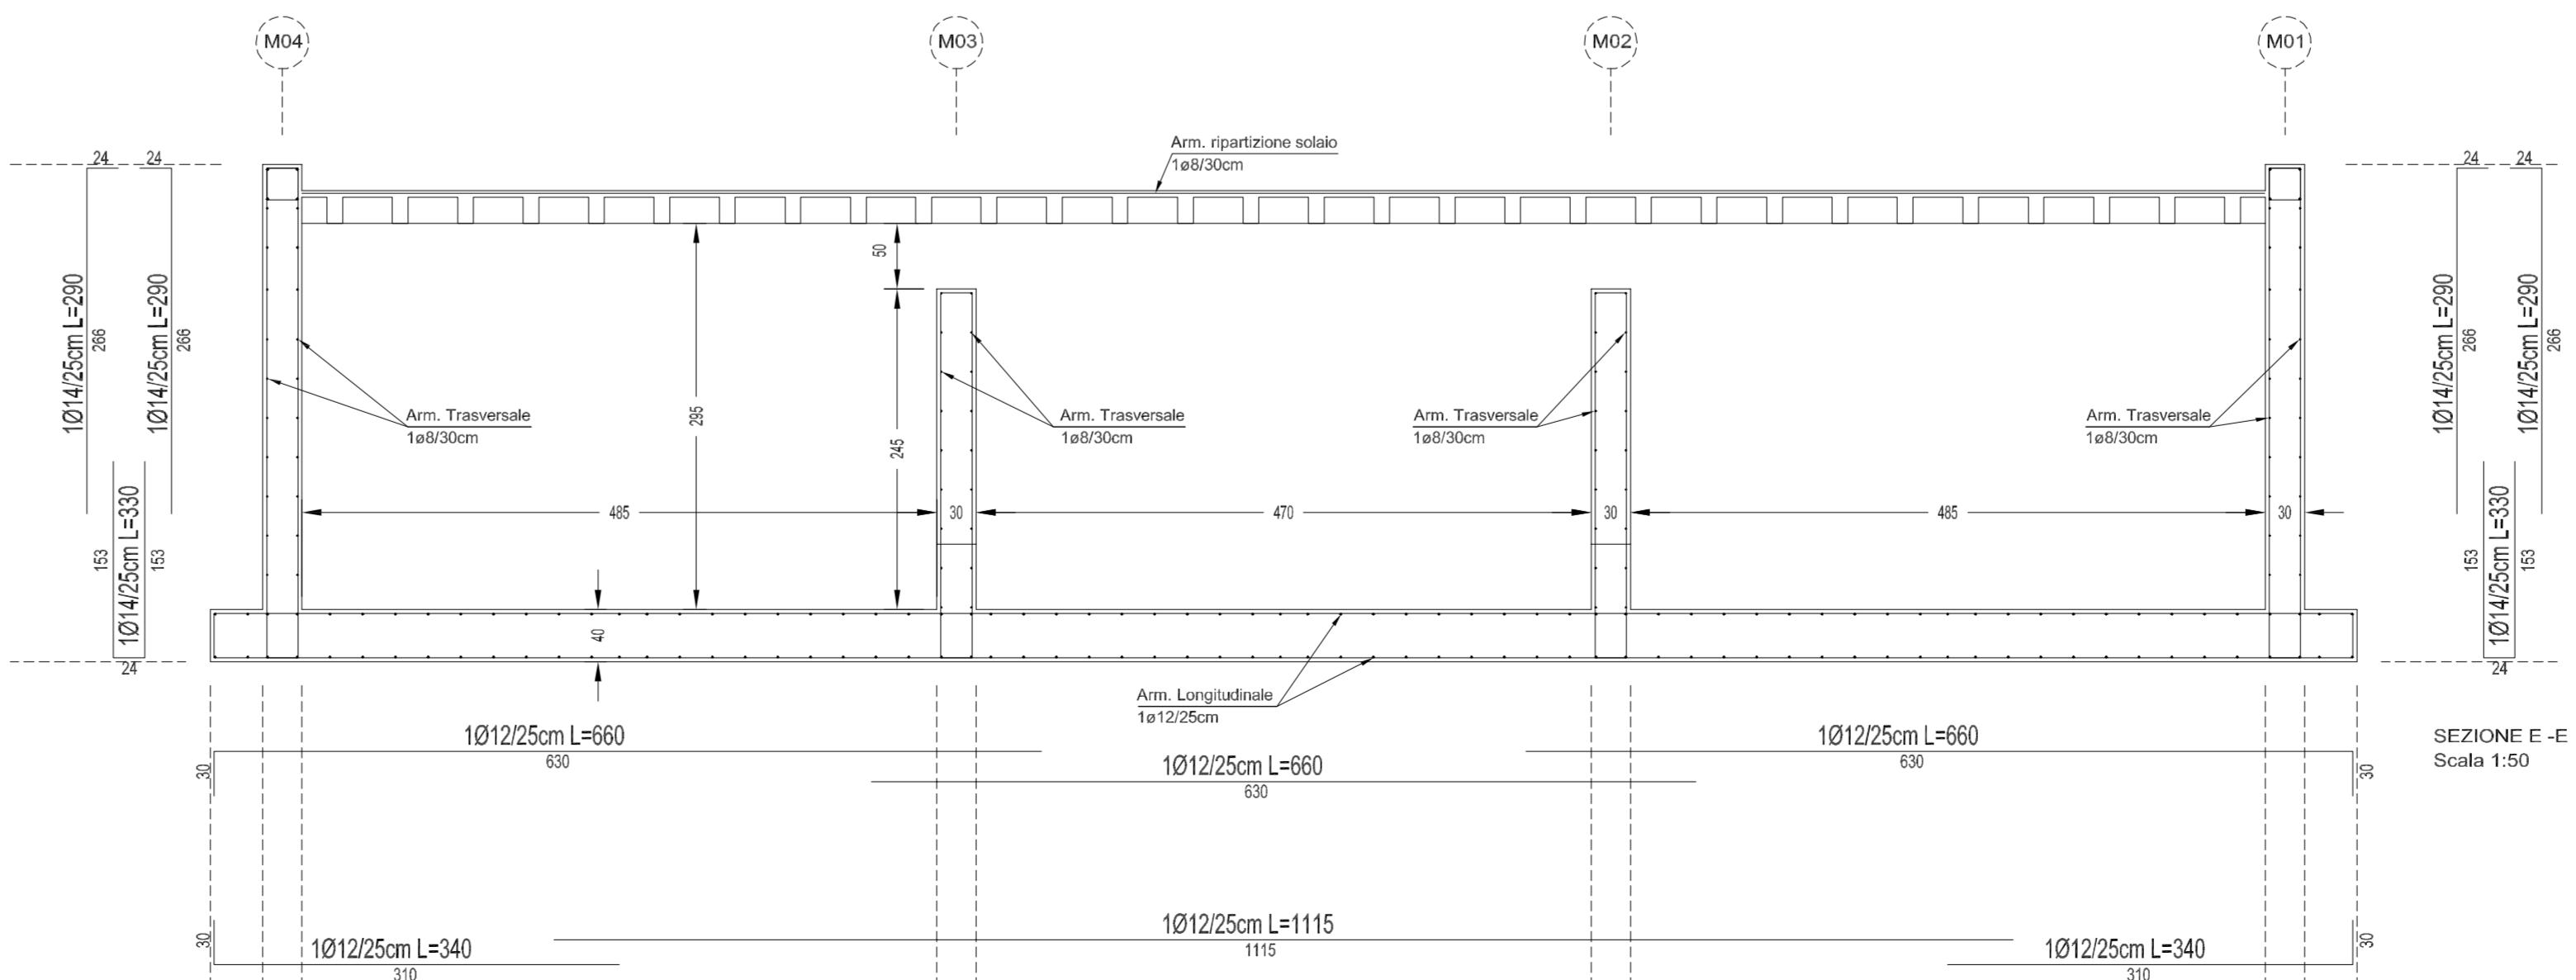 M04
M03
M02
M01
Arm. ripartizione solaio
1ø8/30cm
24
24
24
24
1Ø14/25cm L=290
266
1Ø14/25cm L=290
266
50
295
245
1Ø14/25cm L=290
266
1Ø14/25cm L=290
266
Arm. Trasversale
1ø8/30cm
Arm. Trasversale
1ø8/30cm
Arm. Trasversale
1ø8/30cm
Arm. Trasversale
1ø8/30cm
485
30
470
30
485
30
153
1Ø14/25cm L=330
153
24
40
153
1Ø14/25cm L=330
153
24
Arm. Longitudinale
1ø12/25cm
1Ø12/25cm L=660
630
30
1Ø12/25cm L=660
630
1Ø12/25cm L=660
630
30
SEZIONE E -E
Scala 1:50
1Ø12/25cm L=1115
1115
30
1Ø12/25cm L=340
310
1Ø12/25cm L=340
310
30